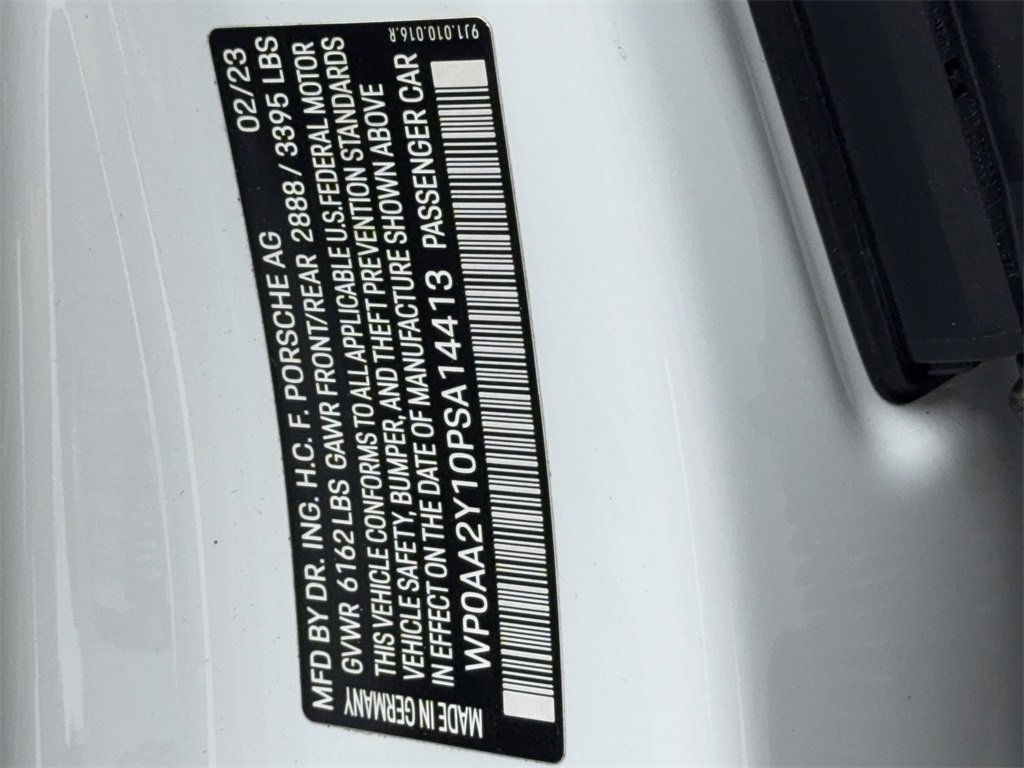 MFD BY DR. ING. H.C. F. PORSCHE AG 02/23
GVWR 6162 LBS GAWR FRONT/REAR 2888 / 3395 LBS
THIS VEHICLE CONFORMS TO ALL APPLICABLE U.S.FEDERAL MOTOR
VEHICLE SAFETY, BUMPER, AND THEFT PREVENTION STANDARDS
IN EFFECT ON THE DATE OF MANUFACTURE SHOWN ABOVE
WP0AA2Y10PSA14413 PASSENGER CAR
MADE IN GERMANY
9J1.010.016.R